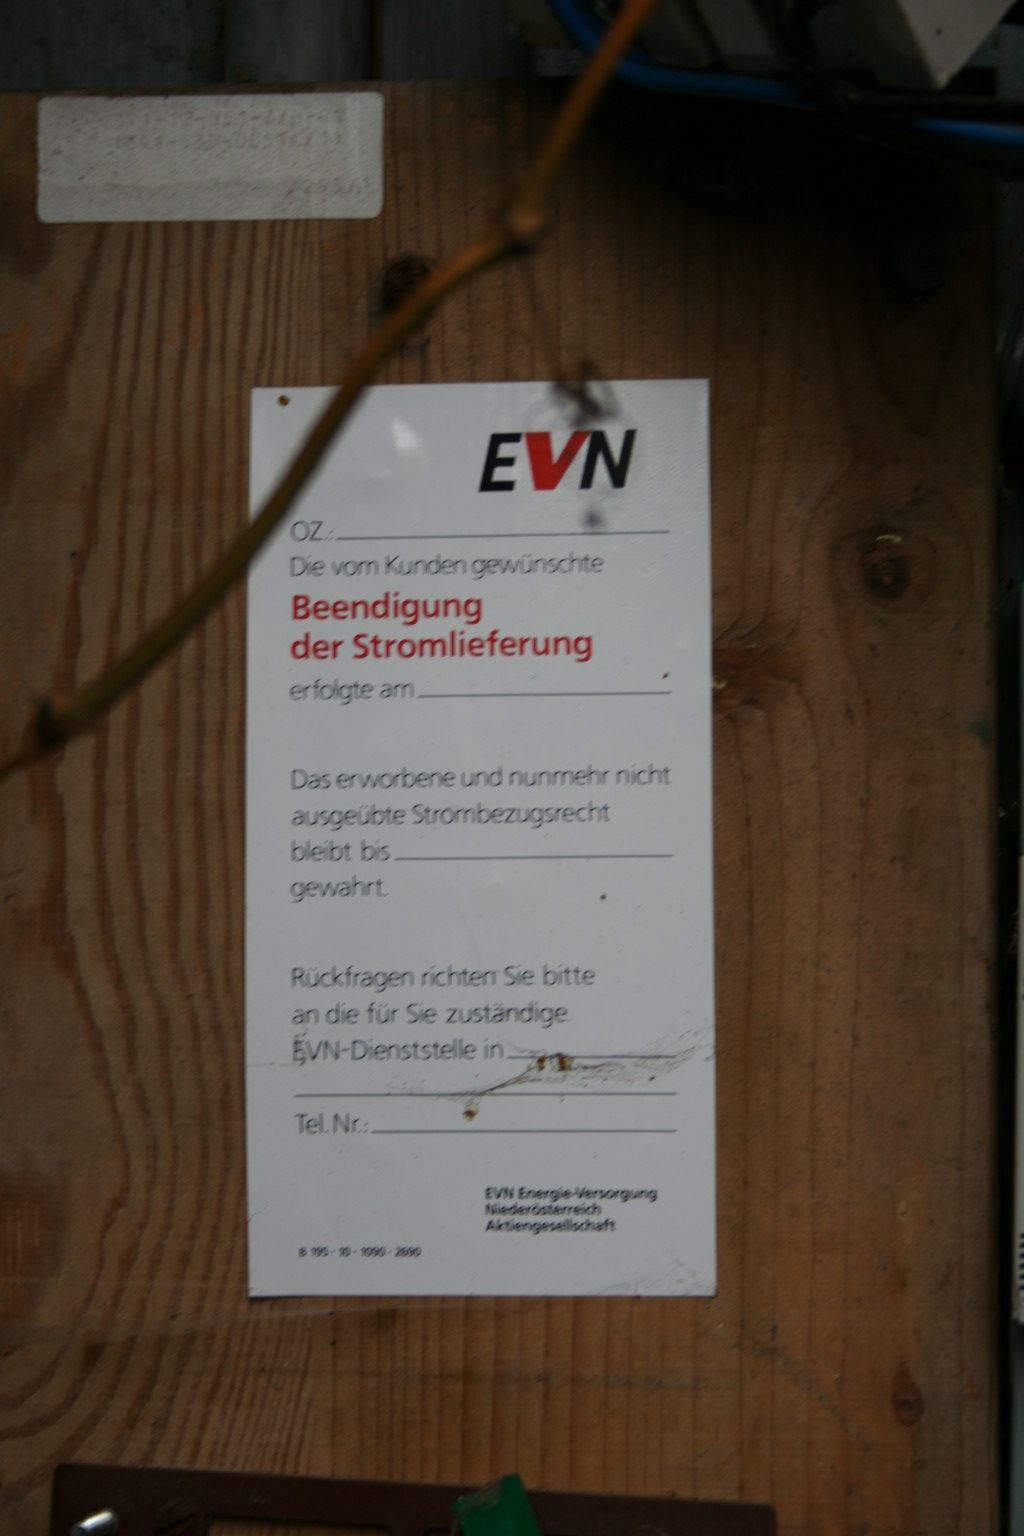 EVN
OZ.:
Die vom Kunden gewünschte
Beendigung
der Stromlieferung
erfolgte am
Das erworbene und nunmehr nicht
ausgeübte Strombezugsrecht
bleibt bis
gewahrt.
Rückfragen richten Sie bitte
an die für Sie zuständige
EVN-Dienststelle in
Tel. Nr.:
EVN Energie-Versorgung
Niederösterreich
Aktiengesellschaft